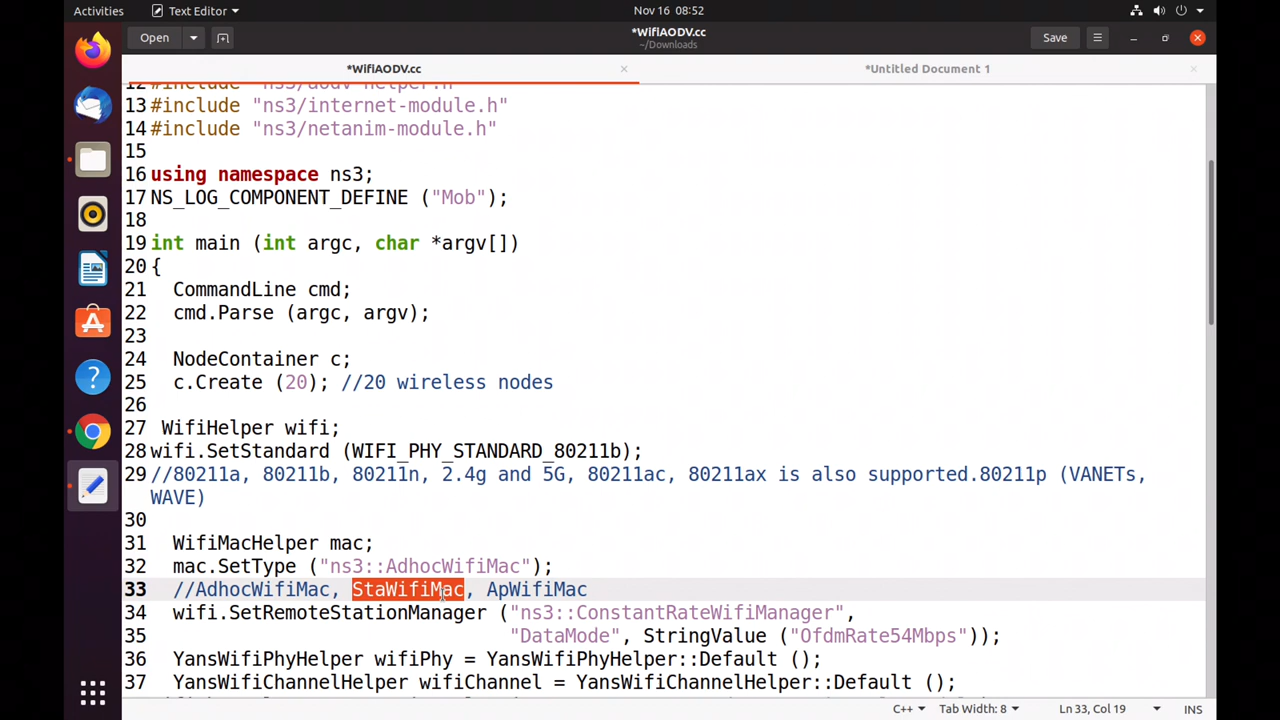 Activities Text Editor Nov 16 08:52
Open *WifiAODV.cc Save
~/Downloads
*WifiAODV.cc *Untitled Document 1
12 #include "ns3/aodv-helper.h"
13 #include "ns3/internet-module.h"
14 #include "ns3/netanim-module.h"
15
16 using namespace ns3;
17 NS_LOG_COMPONENT_DEFINE ("Mob");
18
19 int main (int argc, char *argv[])
20 {
21 CommandLine cmd;
22 cmd.Parse (argc, argv);
23
24 NodeContainer c;
25 c.Create (20); //20 wireless nodes
26
27 WifiHelper wifi;
28 wifi.SetStandard (WIFI_PHY_STANDARD_80211b);
29 //80211a, 80211b, 80211n, 2.4g and 5G, 80211ac, 80211ax is also supported.80211p (VANETs,
WAVE)
30
31 WifiMacHelper mac;
32 mac.SetType ("ns3::AdhocWifiMac");
33 //AdhocWifiMac, StaWifiMac, ApWifiMac
34 wifi.SetRemoteStationManager ("ns3::ConstantRateWifiManager",
35 "DataMode", StringValue ("OfdmRate54Mbps"));
36 YansWifiPhyHelper wifiPhy = YansWifiPhyHelper::Default ();
37 YansWifiChannelHelper wifiChannel = YansWifiChannelHelper::Default ();
C++ Tab Width: 8 Ln 33, Col 19 INS